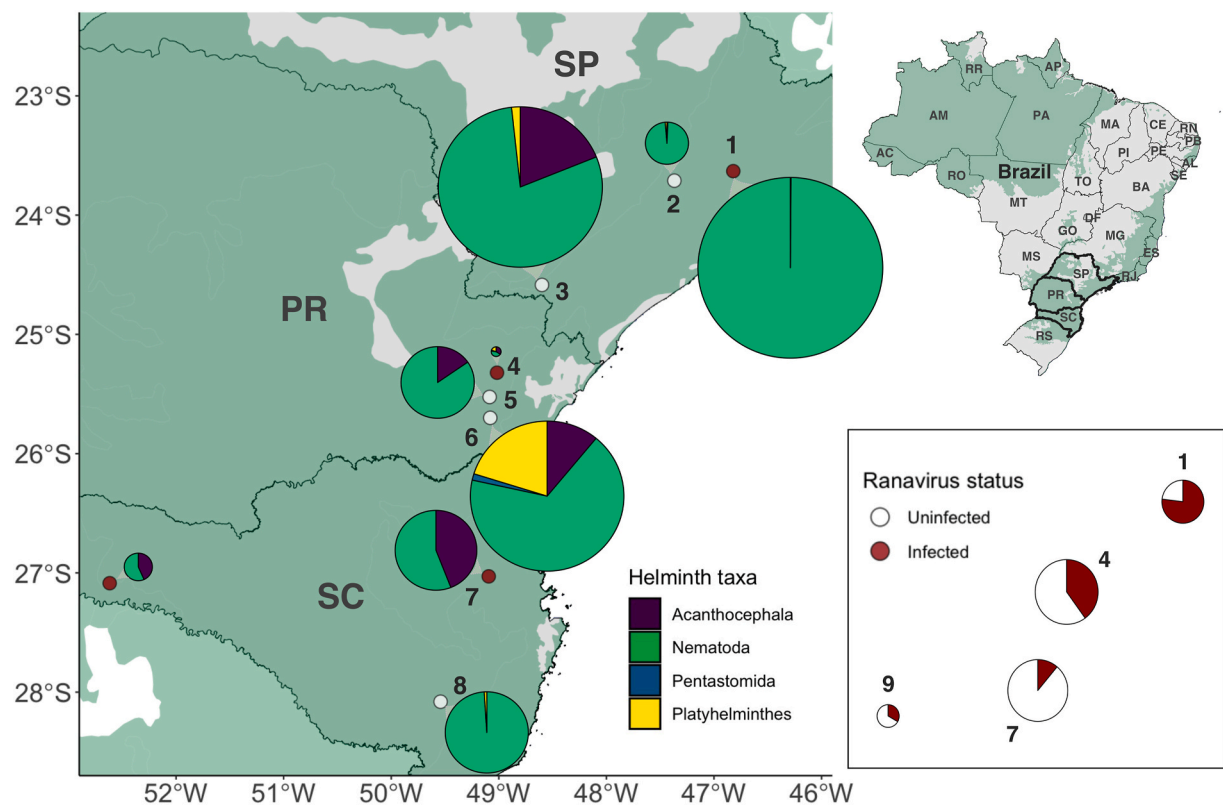 SP
PR
SC
1
2
3
4
5
6
7
8
23°S
24°S
25°S
26°S
27°S
28°S
52°W
51°W
50°W
49°W
48°W
47°W
46°W
Helminth taxa
Acanthocephala
Nematoda
Pentastomida
Platyhelminthes
RR
AP
AM
PA
MA
CE
RN
PB
PI
PE
AL
SE
AC
RO
Brazil
TO
BA
MT
DF
GO
MG
ES
MS
SP
RJ
PR
SC
RS
Ranavirus status
Uninfected
Infected
1
4
9
7